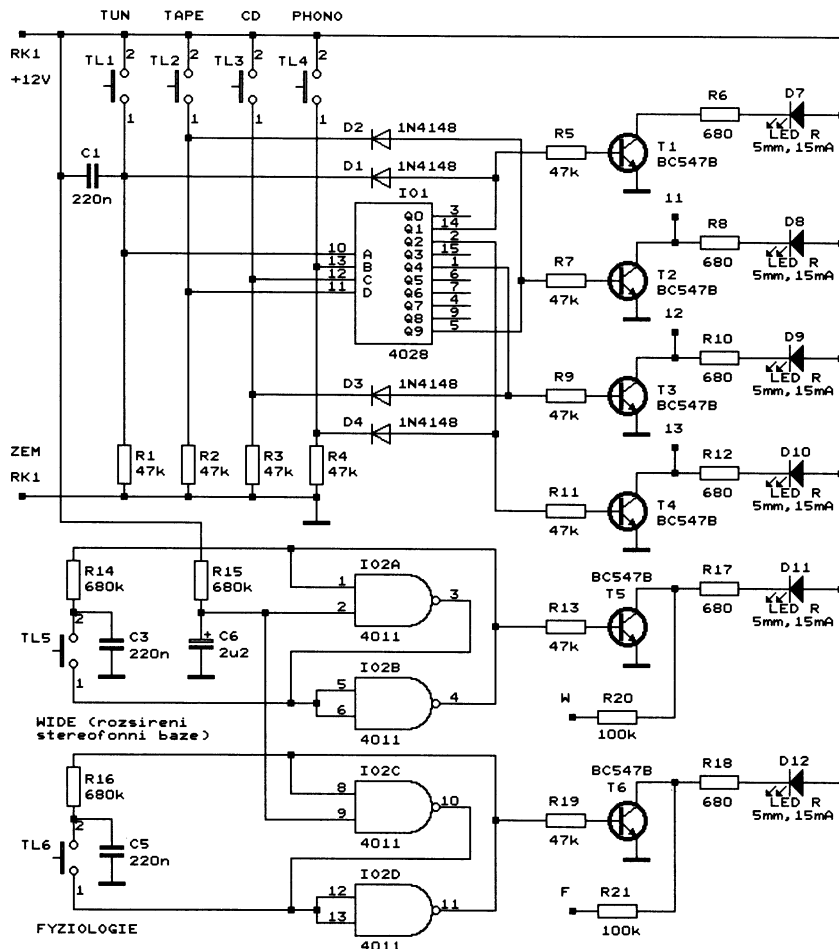 TUN TAPE CD PHONO
RK1
+12V
2 2 2 2
TL1 TL2 TL3 TL4
1 1 1 1
C1
220n
D2 1N4148
D1 1N4148
IO1
10 A
13 B
12 C
11 D
Q0 3
Q1 14
Q2 2
Q3 15
Q4 1
Q5 6
Q6 7
Q7 4
Q8 9
Q9 5
4028
D3 1N4148
D4 1N4148
ZEM
RK1
R1
47k
R2
47k
R3
47k
R4
47k
R5
47k
T1
BC547B
R6
680
D7
LED R
5mm,15mA
11
R7
47k
T2
BC547B
R8
680
D8
LED R
5mm,15mA
12
R9
47k
T3
BC547B
R10
680
D9
LED R
5mm,15mA
13
R11
47k
T4
BC547B
R12
680
D10
LED R
5mm,15mA
R14
680k
R15
680k
IO2A
1
2
3
4011
2
TL5
1
C3
220n
+
C6
2u2
IO2B
5
6
4
4011
R13
47k
BC547B
T5
R17
680
D11
LED R
5mm,15mA
W
R20
100k
WIDE (rozsireni
stereofonni baze)
R16
680k
IO2C
8
9
10
4011
2
TL6
1
C5
220n
IO2D
12
13
11
4011
R19
47k
BC547B
T6
R18
680
D12
LED R
5mm,15mA
F
R21
100k
FYZIOLOGIE